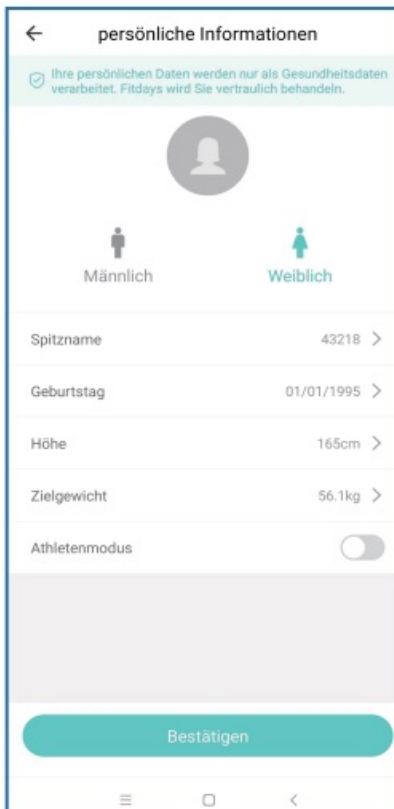 persönliche Informationen
Ihre persönlichen Daten werden nur als Gesundheitsdaten
verarbeitet. Fitdays wird Sie vertraulich behandeln.
Männlich Weiblich
Spitzname 43218
Geburtstag 01/01/1995
Höhe 165cm
Zielgewicht 56.1kg
Athletenmodus
Bestätigen